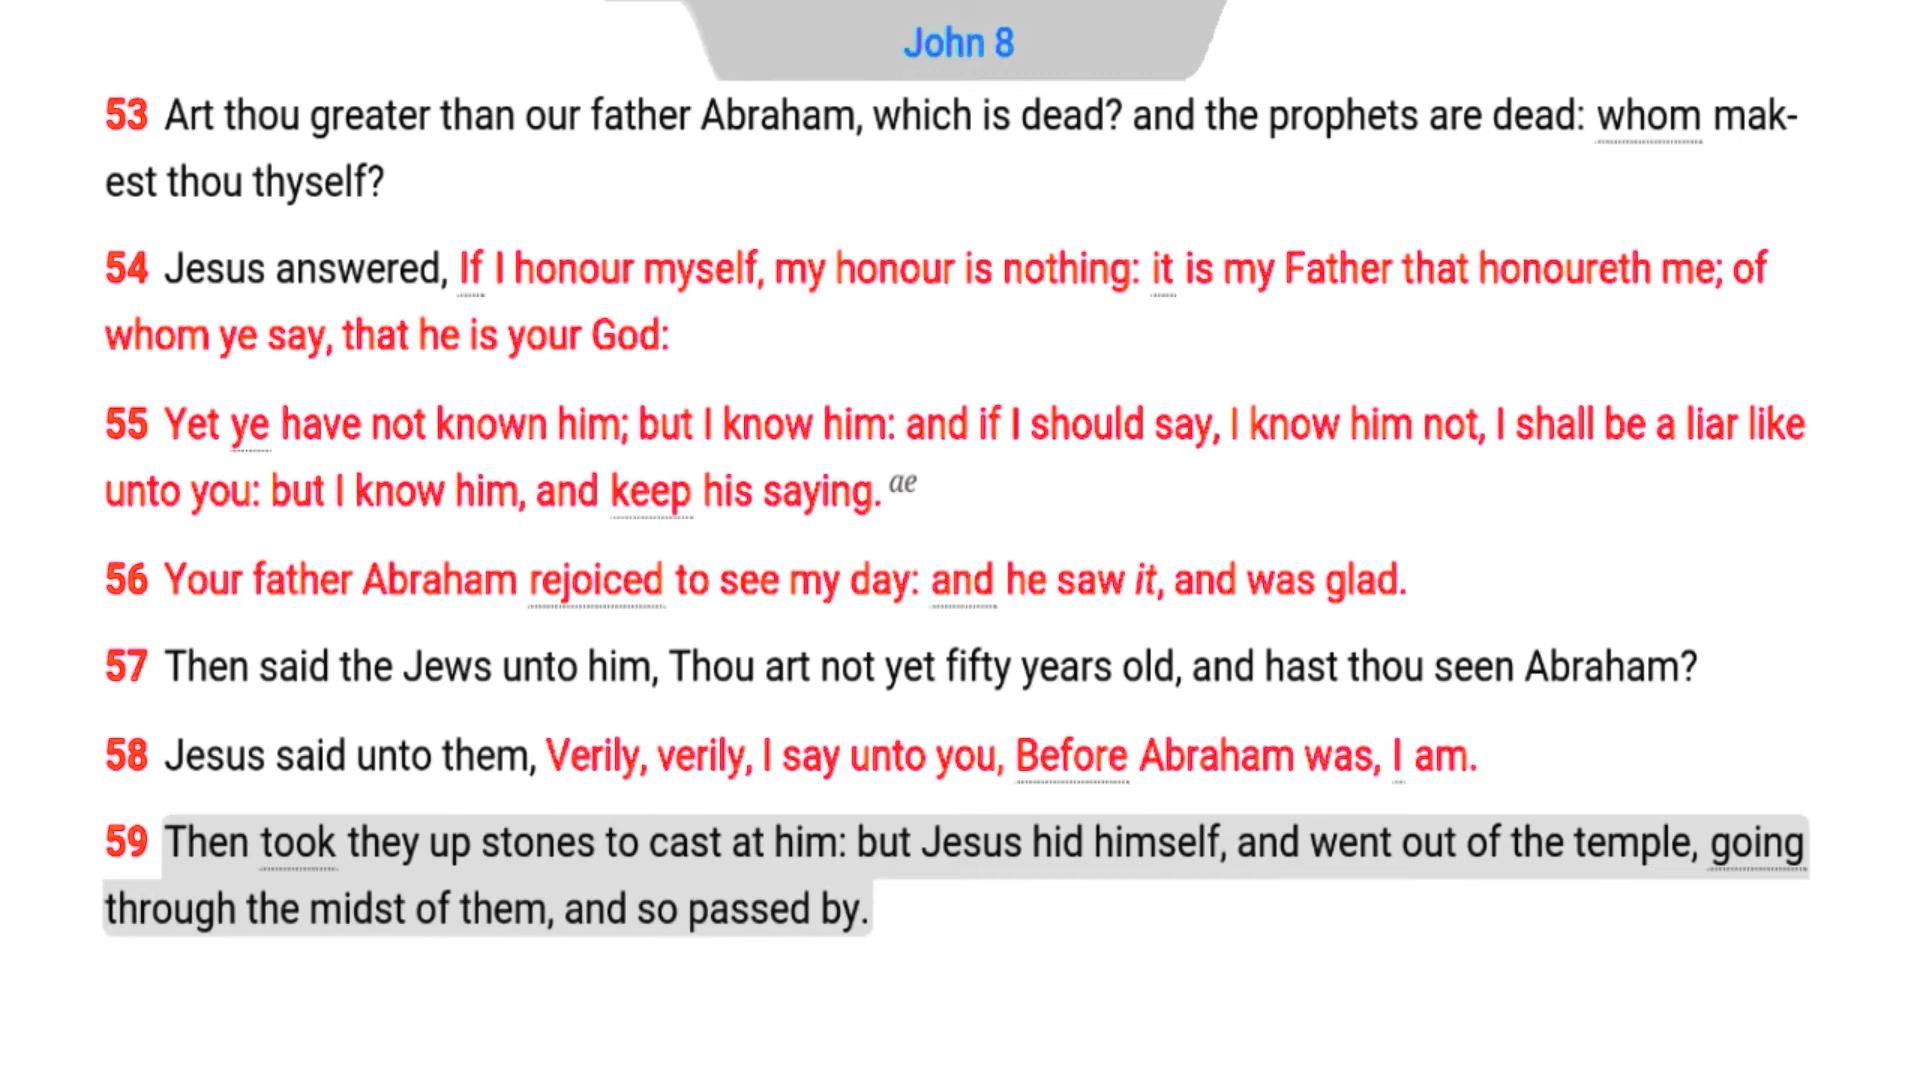 John 8
53 Art thou greater than our father Abraham, which is dead? and the prophets are dead: whom mak-
est thou thyself?
54 Jesus answered, If I honour myself, my honour is nothing: it is my Father that honoureth me; of
whom ye say, that he is your God:
55 Yet ye have not known him; but I know him: and if I should say, I know him not, I shall be a liar like
unto you: but I know him, and keep his saying. ae
56 Your father Abraham rejoiced to see my day: and he saw it, and was glad.
57 Then said the Jews unto him, Thou art not yet fifty years old, and hast thou seen Abraham?
58 Jesus said unto them, Verily, verily, I say unto you, Before Abraham was, I am.
59 Then took they up stones to cast at him: but Jesus hid himself, and went out of the temple, going
through the midst of them, and so passed by.